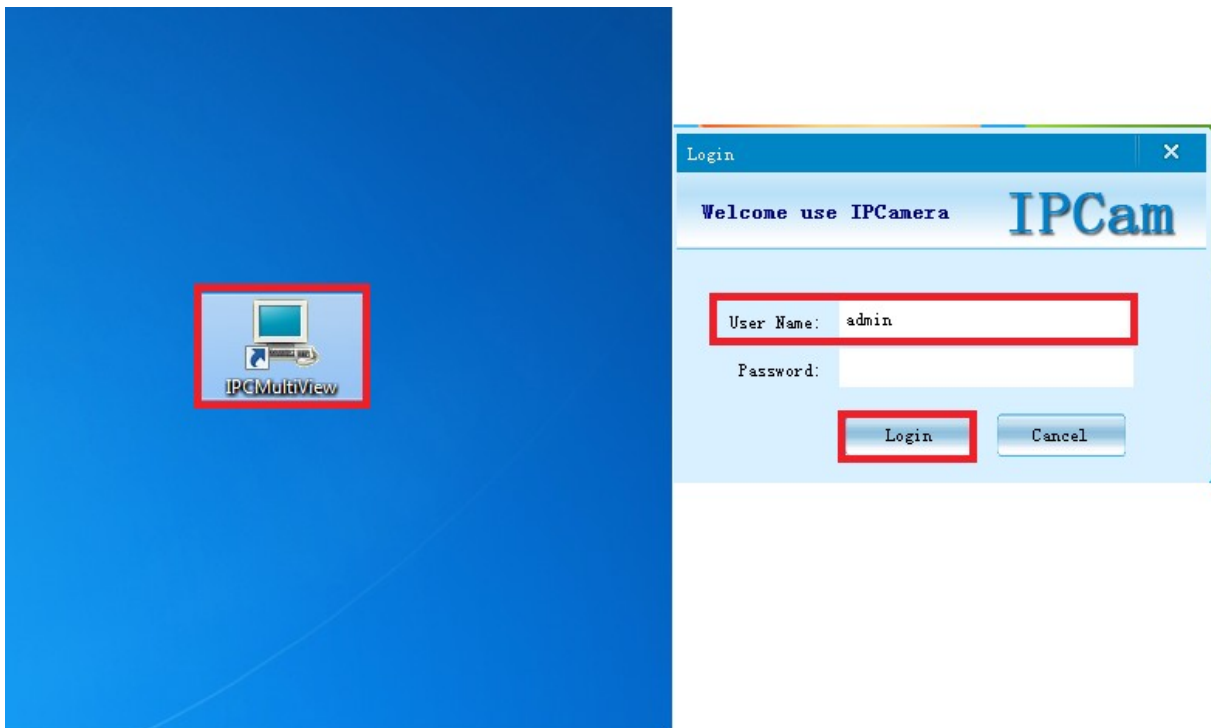 IPCMultiView
Login
Welcome use IPCamera
IPCam
User Name: admin
Password:
Login Cancel